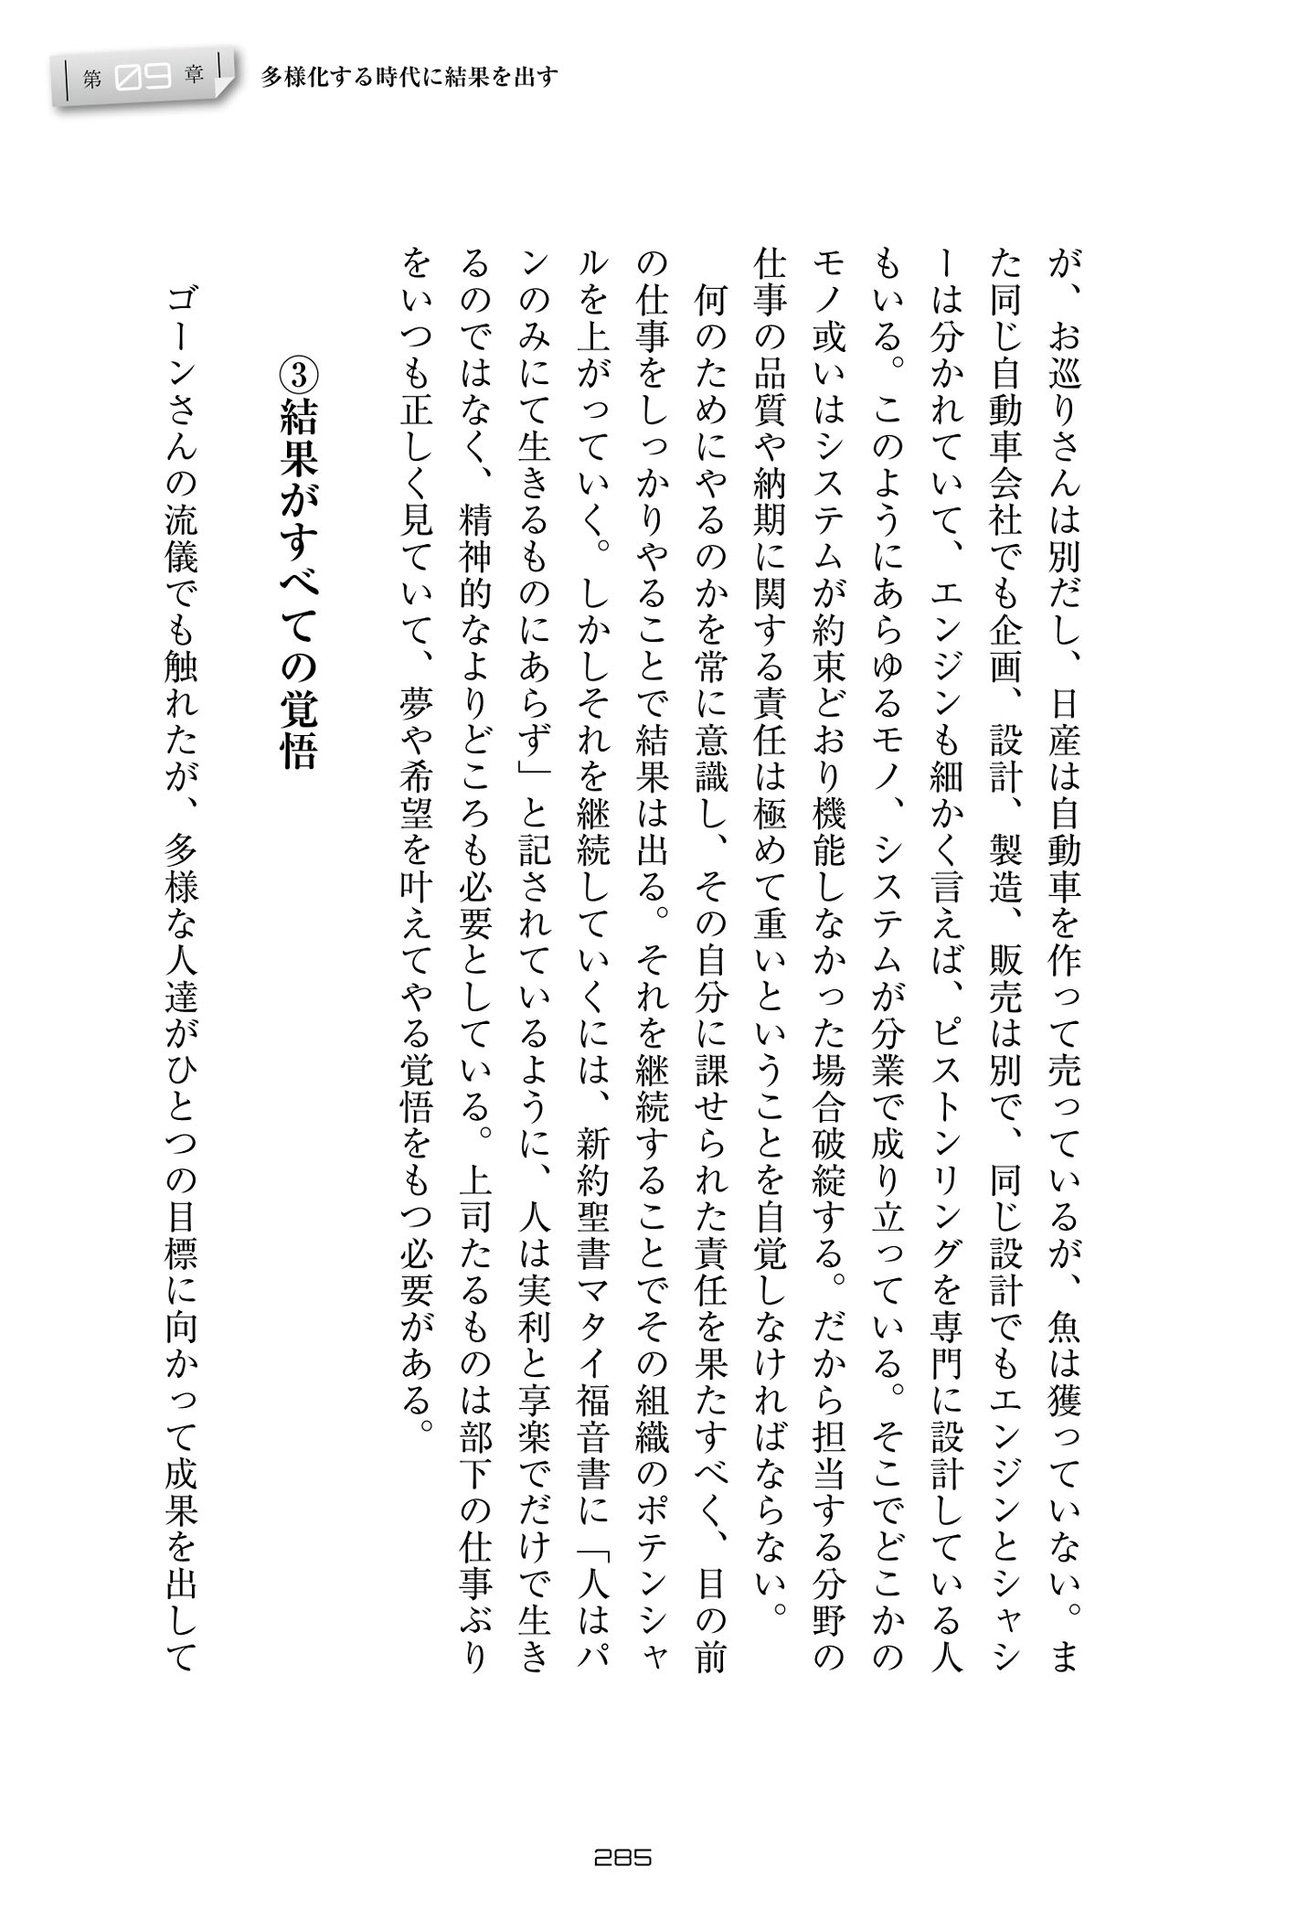 第09章
多様化する時代に結果を出す
が、お巡りさんは別だし、日産は自動車を作って売っているが、魚は獲っていない。ま
た同じ自動車会社でも企画、設計、製造、販売は別で、同じ設計でもエンジンとシャシ
ーは分かれていて、エンジンも細かく言えば、ピストンリングを専門に設計している人
もいる。このようにあらゆるモノ、システムが分業で成り立っている。そこでどこかの
モノ或いはシステムが約束どおり機能しなかった場合破綻する。だから担当する分野の
仕事の品質や納期に関する責任は極めて重いということを自覚しなければならない。
何のためにやるのかを常に意識し、その自分に課せられた責任を果たすべく、目の前
の仕事をしっかりやることで結果は出る。それを継続することでその組織のポテンシャ
ルを上がっていく。しかしそれを継続していくには、新約聖書マタイ福音書に「人はパ
ンのみにて生きるものにあらず」と記されているように、人は実利と享楽でだけで生き
るのではなく、精神的なよりどころも必要としている。上司たるものは部下の仕事ぶり
をいつも正しく見ていて、夢や希望を叶えてやる覚悟をもつ必要がある。
③結果がすべての覚悟
ゴーンさんの流儀でも触れたが、多様な人達がひとつの目標に向かって成果を出して
285